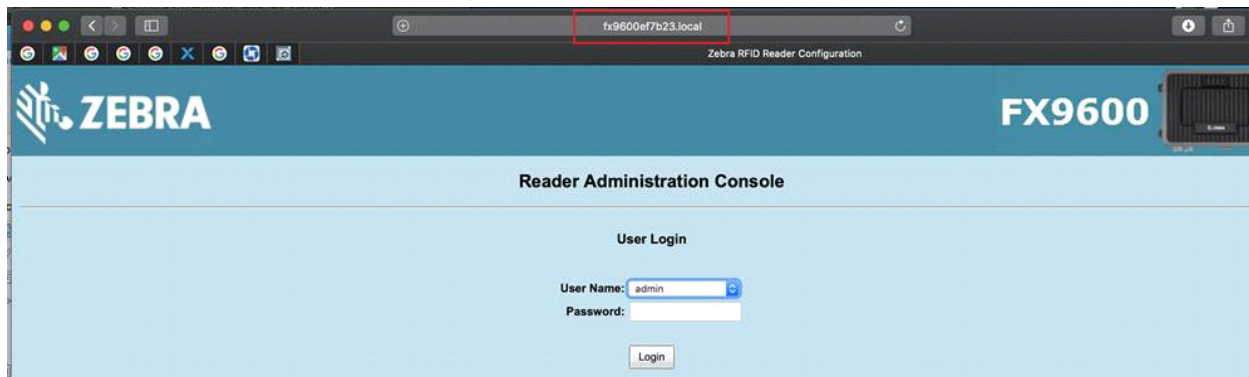 fx9600ef7b23.local
Zebra RFID Reader Configuration
ZEBRA
FX9600
Reader Administration Console
User Login
User Name: admin
Password:
Login